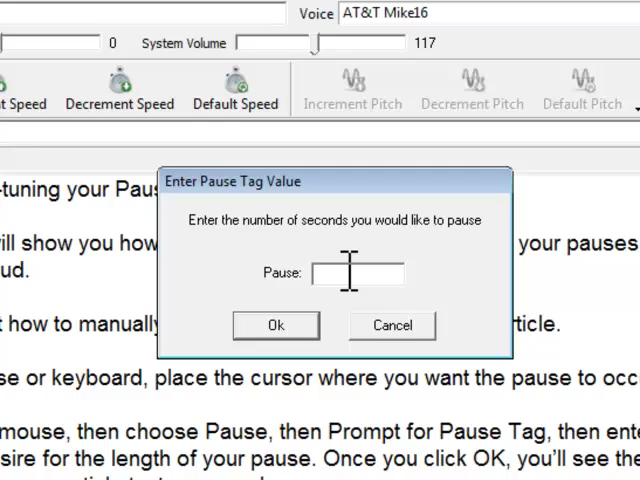 Voice AT&T Mike16
0 System Volume 117
Speed Decrement Speed Default Speed Increment Pitch Decrement Pitch Default Pitch
-tuning your Paus
Enter Pause Tag Value
Enter the number of seconds you would like to pause
will show you how your pauses
ud.
Pause:
t how to manually rticle.
Ok Cancel
se or keyboard, place the cursor where you want the pause to occ
mouse, then choose Pause, then Prompt for Pause Tag, then ente
sire for the length of your pause. Once you click OK, you'll see the